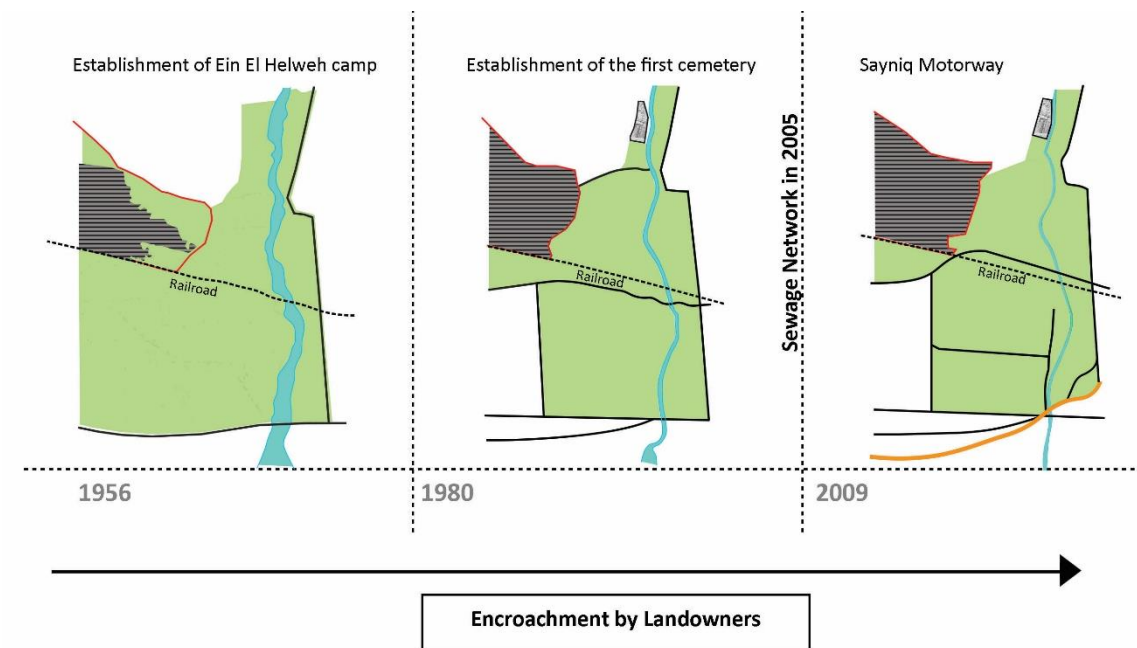 Establishment of Ein El Helweh camp
Establishment of the first cemetery
Sayniq Motorway
Sewage Network in 2005
Railroad
Railroad
Railroad
1956
1980
2009
Encroachment by Landowners